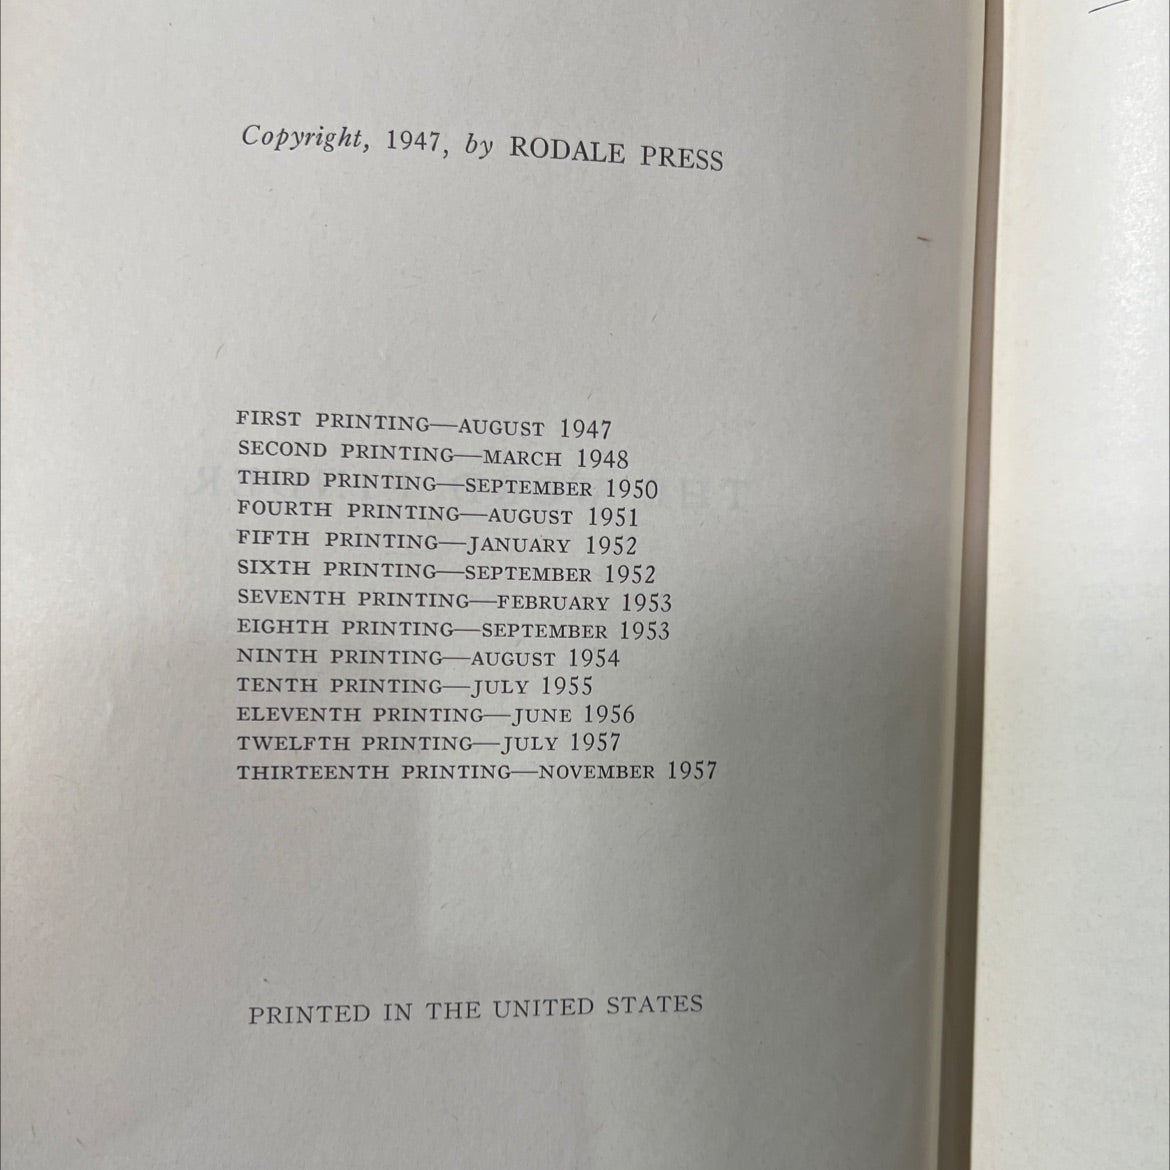 Copyright, 1947, by RODALE PRESS
FIRST PRINTING—AUGUST 1947
SECOND PRINTING—MARCH 1948
THIRD PRINTING—SEPTEMBER 1950
FOURTH PRINTING—AUGUST 1951
FIFTH PRINTING—JANUARY 1952
SIXTH PRINTING—SEPTEMBER 1952
SEVENTH PRINTING—FEBRUARY 1953
EIGHTH PRINTING—SEPTEMBER 1953
NINTH PRINTING—AUGUST 1954
TENTH PRINTING—JULY 1955
ELEVENTH PRINTING—JUNE 1956
TWELFTH PRINTING—JULY 1957
THIRTEENTH PRINTING—NOVEMBER 1957
PRINTED IN THE UNITED STATES